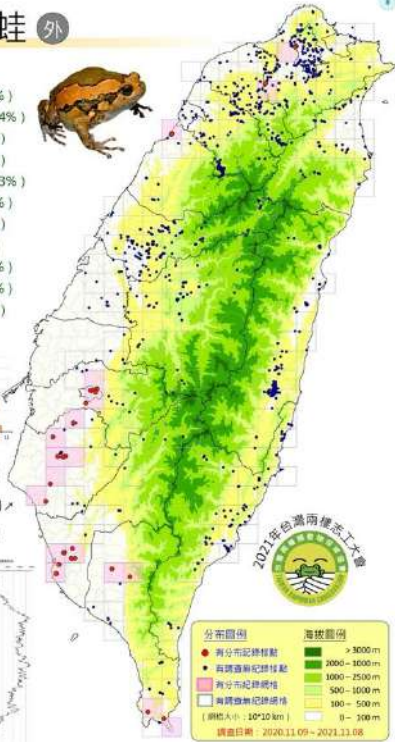 蛙 外
%)
4%)
)
)
3%)
%)
)
%)
%)
)
2021年台灣兩棲志工大會
分布圖例
有分布記錄樣點
有調查無紀錄樣點
有分布紀錄網格
有調查無紀錄網格
(網格大小:10*10 km)
海拔圖例
> 3000 m
2000 - 3000 m
1000 - 2500 m
500 - 1000 m
100 - 500 m
0 - 100 m
調查日期:2020.11.09 ~ 2021.11.08